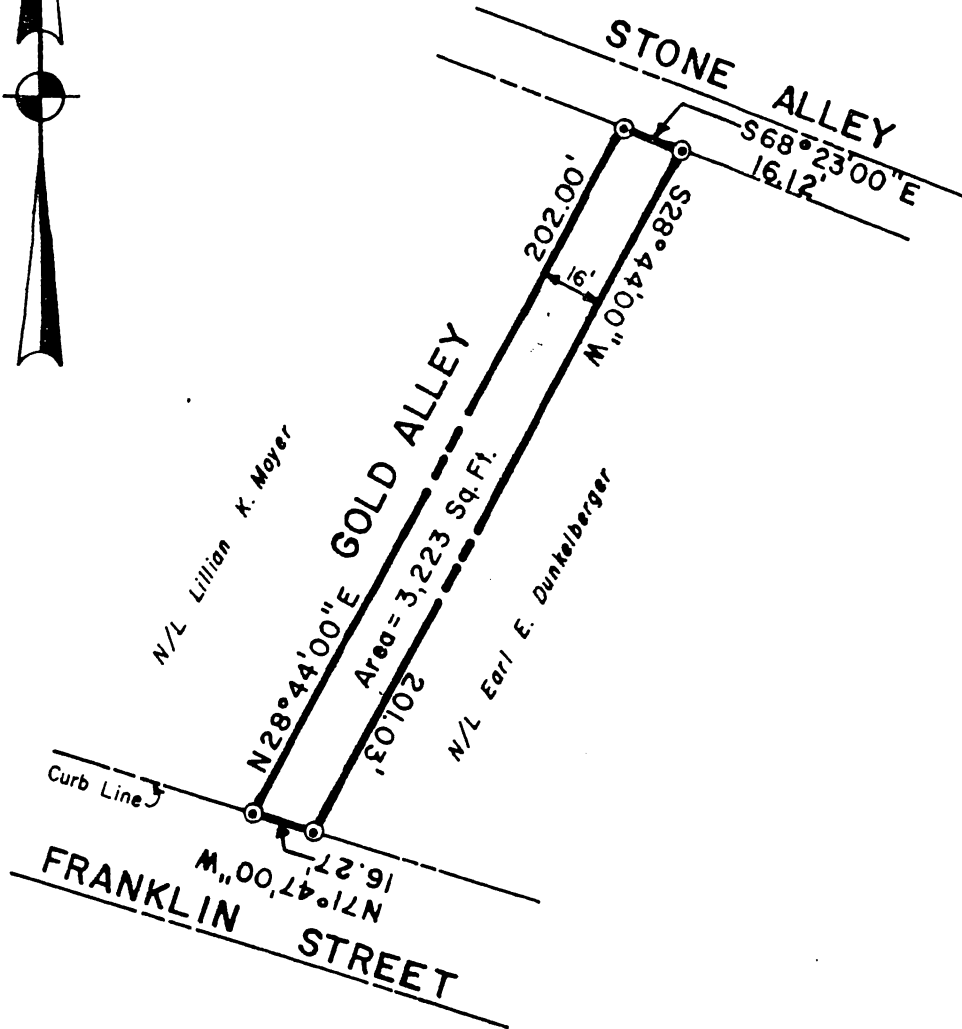 STONE ALLEY
S68°23'00"E
16.12'
202.00'
S28°44'00"W
16'
GOLD ALLEY
Area = 3,223 Sq.Ft.
N/L Lillian K. Mayer
N/L Earl E. Dunkelberger
N28°44'00"E
201.03'
Curb Line
16.27'
N71°47'00"W
FRANKLIN STREET